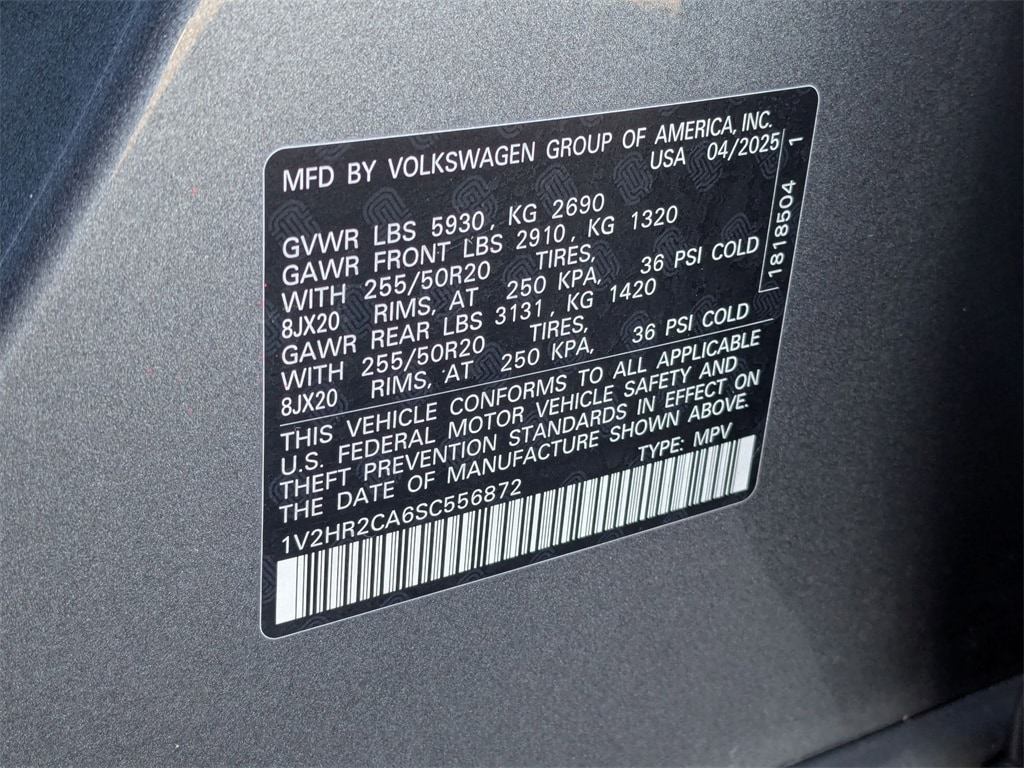 MFD BY VOLKSWAGEN GROUP OF AMERICA, INC.
USA 04/2025
GVWR LBS 5930, KG 2690
GAWR FRONT LBS 2910, KG 1320
WITH 255/50R20 TIRES,
8JX20 RIMS, AT 250 KPA, 36 PSI COLD
GAWR REAR LBS 3131, KG 1420
WITH 255/50R20 TIRES,
8JX20 RIMS, AT 250 KPA, 36 PSI COLD
THIS VEHICLE CONFORMS TO ALL APPLICABLE
U.S. FEDERAL MOTOR VEHICLE SAFETY AND
THEFT PREVENTION STANDARDS IN EFFECT ON
THE DATE OF MANUFACTURE SHOWN ABOVE.
TYPE: MPV
1V2HR2CA6SC556872
1818504 1